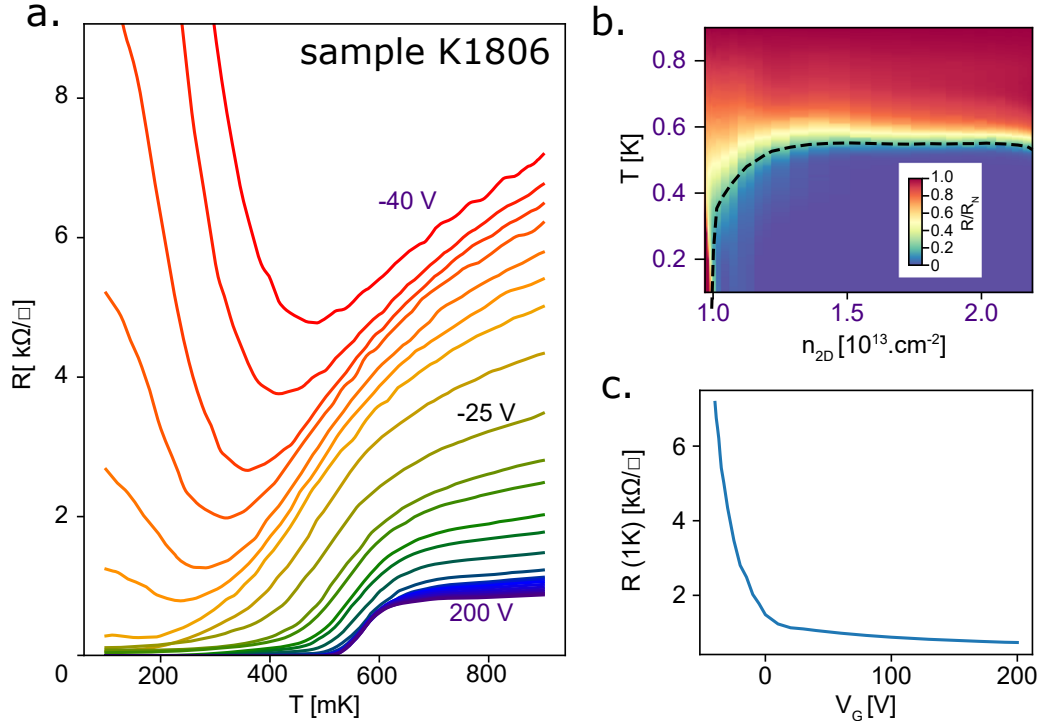 a.
sample K1806
8
6
4
2
0
-40 V
-25 V
200 V
R[ kΩ/□]
200
400
600
800
T [mK]
b.
0.8
0.6
0.4
0.2
T [K]
1.0
0.8
0.6
0.4
0.2
0
R/R_N
1.0
1.5
2.0
n_2D [10^13.cm^-2]
c.
6
4
2
R (1K) [kΩ/□]
0
100
200
V_G [V]